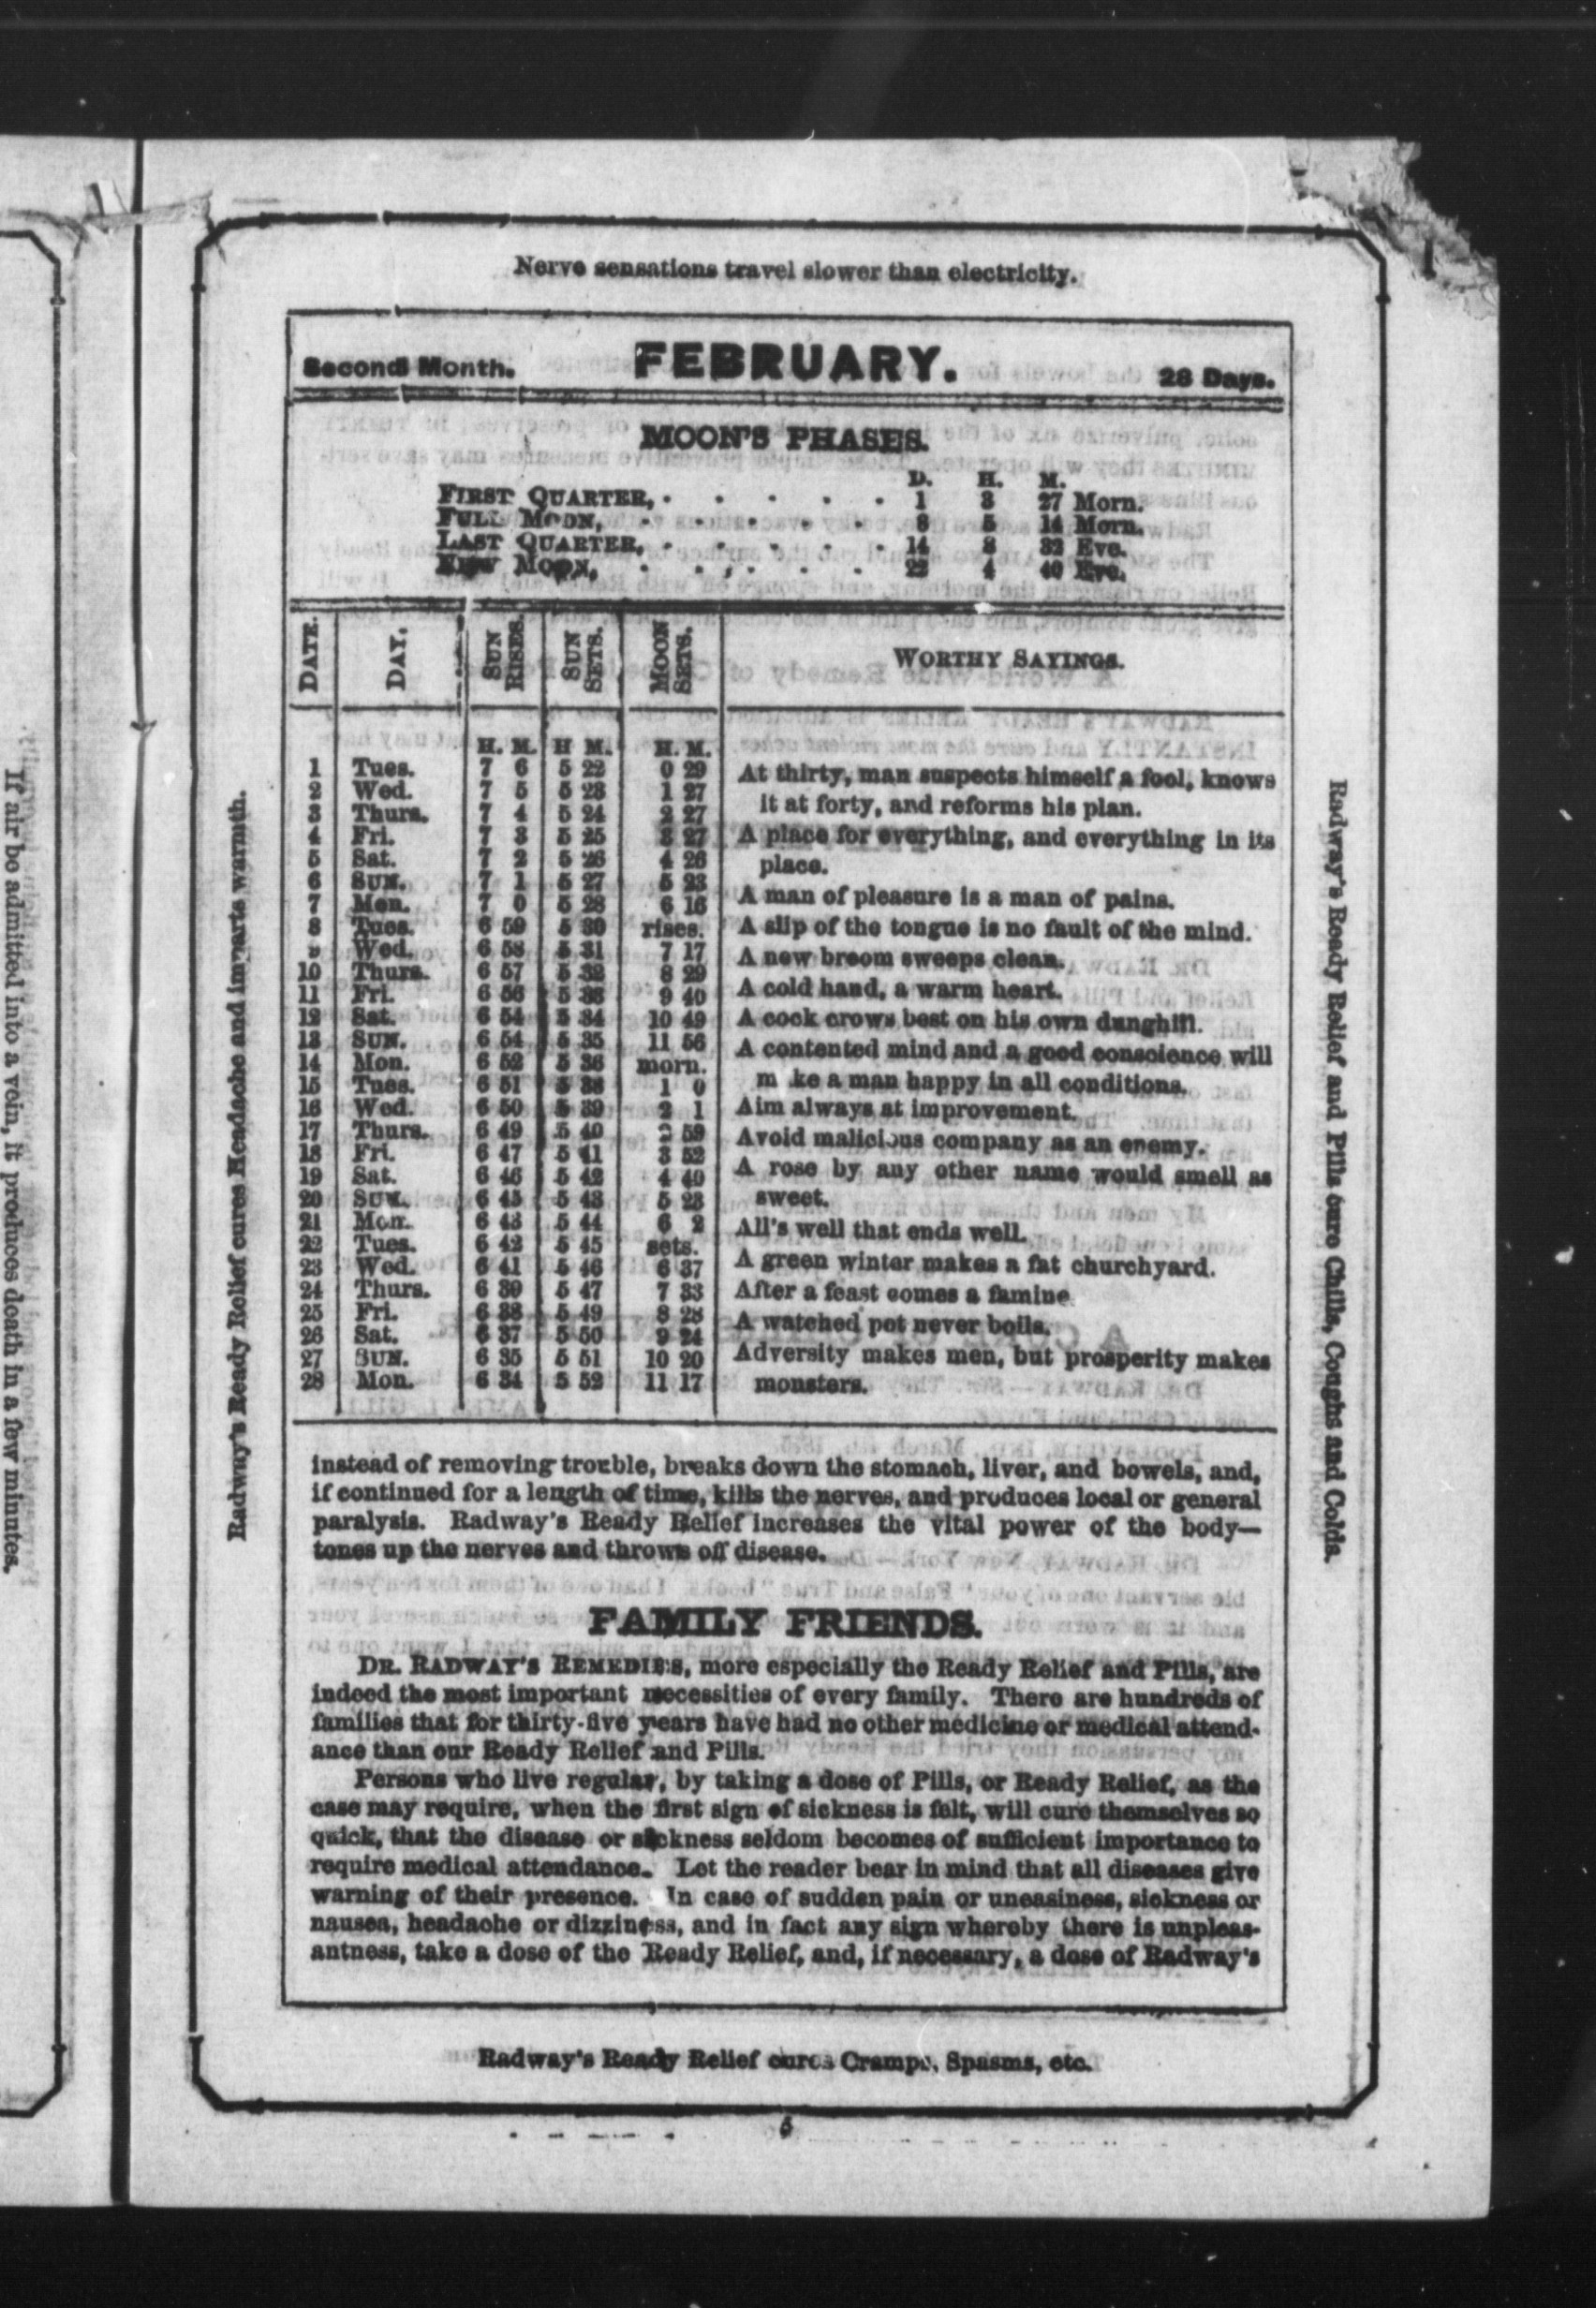 Nerve sensations travel slower than electricity.
Second Month. FEBRUARY. 28 Days.
MOON'S PHASES.
D. H. M.
FIRST QUARTER, . . . . . . 1 3 27 Morn.
FULL MOON, . . . . . 8 5 14 Morn.
LAST QUARTER, . . . . . 14 8 32 Eve.
NEW MOON, . . . . . 22 4 40 Eve.
DATE. DAY. SUN RISES. SUN SETS. MOON SETS. WORTHY SAYINGS.
H. M. H M. H. M.
1 Tues. 7 6 5 22 0 29
2 Wed. 7 5 5 23 1 27
3 Thurs. 7 4 5 24 2 27
4 Fri. 7 3 5 25 3 27
5 Sat. 7 2 5 26 4 26
6 SUN. 7 1 5 27 5 23
7 Mon. 7 0 5 28 6 16
8 Tues. 6 59 5 30 rises.
9 Wed. 6 58 5 31 7 17
10 Thurs. 6 57 5 32 8 29
11 Fri. 6 56 5 33 9 40
12 Sat. 6 54 5 34 10 49
13 SUN. 6 54 5 35 11 56
14 Mon. 6 52 5 36 morn.
15 Tues. 6 51 5 38 1 0
16 Wed. 6 50 5 39 2 1
17 Thurs. 6 49 5 40 2 59
18 Fri. 6 47 5 41 3 52
19 Sat. 6 46 5 42 4 40
20 SUN. 6 45 5 43 5 23
21 Mon. 6 43 5 44 6 2
22 Tues. 6 42 5 45 sets.
23 Wed. 6 41 5 46 6 37
24 Thurs. 6 39 5 47 7 33
25 Fri. 6 38 5 49 8 28
26 Sat. 6 37 5 50 9 24
27 SUN. 6 35 5 51 10 20
28 Mon. 6 34 5 52 11 17
At thirty, man suspects himself a fool, knows
it at forty, and reforms his plan.
A place for everything, and everything in its
place.
A man of pleasure is a man of pains.
A slip of the tongue is no fault of the mind.
A new broom sweeps clean.
A cold hand, a warm heart.
A cock crows best on his own dunghill.
A contented mind and a good conscience will
m ke a man happy in all conditions.
Aim always at improvement.
Avoid malicious company as an enemy.
A rose by any other name would smell as
sweet.
All's well that ends well.
A green winter makes a fat churchyard.
After a feast comes a famine
A watched pot never boils.
Adversity makes men, but prosperity makes
monsters.
instead of removing trouble, breaks down the stomach, liver, and bowels, and,
if continued for a length of time, kills the nerves, and produces local or general
paralysis. Radway's Ready Relief increases the vital power of the body—
tones up the nerves and throws off disease.
FAMILY FRIENDS.
DR. RADWAY'S REMEDIES, more especially the Ready Relief and Pills, are
indeed the most important necessities of every family. There are hundreds of
families that for thirty-five years have had no other medicine or medical attend-
ance than our Ready Relief and Pills.
Persons who live regular, by taking a dose of Pills, or Ready Relief, as the
case may require, when the first sign of sickness is felt, will cure themselves so
quick, that the disease or sickness seldom becomes of sufficient importance to
require medical attendance. Let the reader bear in mind that all diseases give
warning of their presence. In case of sudden pain or uneasiness, sickness or
nausea, headache or dizziness, and in fact any sign whereby there is unpleas-
antness, take a dose of the Ready Relief, and, if necessary, a dose of Radway's
Radway's Ready Relief cures Cramps, Spasms, etc.
Radway's Ready Relief cures Headache and imparts warmth.
Radway's Ready Relief and Pills cure Chills, Coughs and Colds.
If air be admitted into a vein, it produces death in a few minutes.